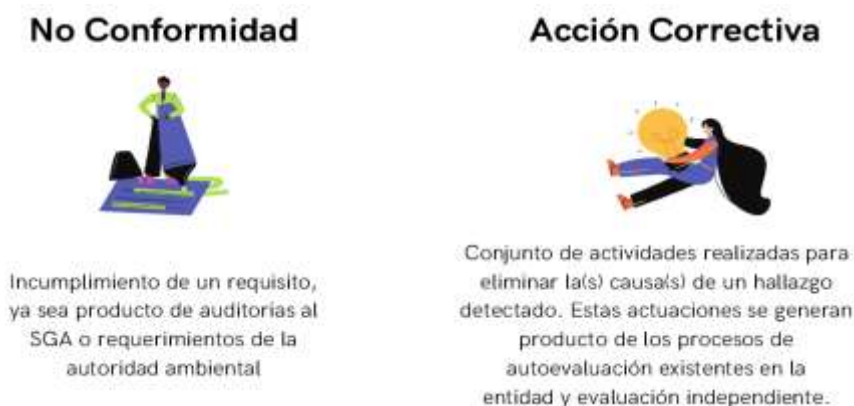 No Conformidad
Incumplimiento de un requisito,
ya sea producto de auditorias al
SGA o requerimientos de la
autoridad ambiental
Acción Correctiva
Conjunto de actividades realizadas para
eliminar la(s) causa(s) de un hallazgo
detectado. Estas actuaciones se generan
producto de los procesos de
autoevaluación existentes en la
entidad y evaluación independiente.